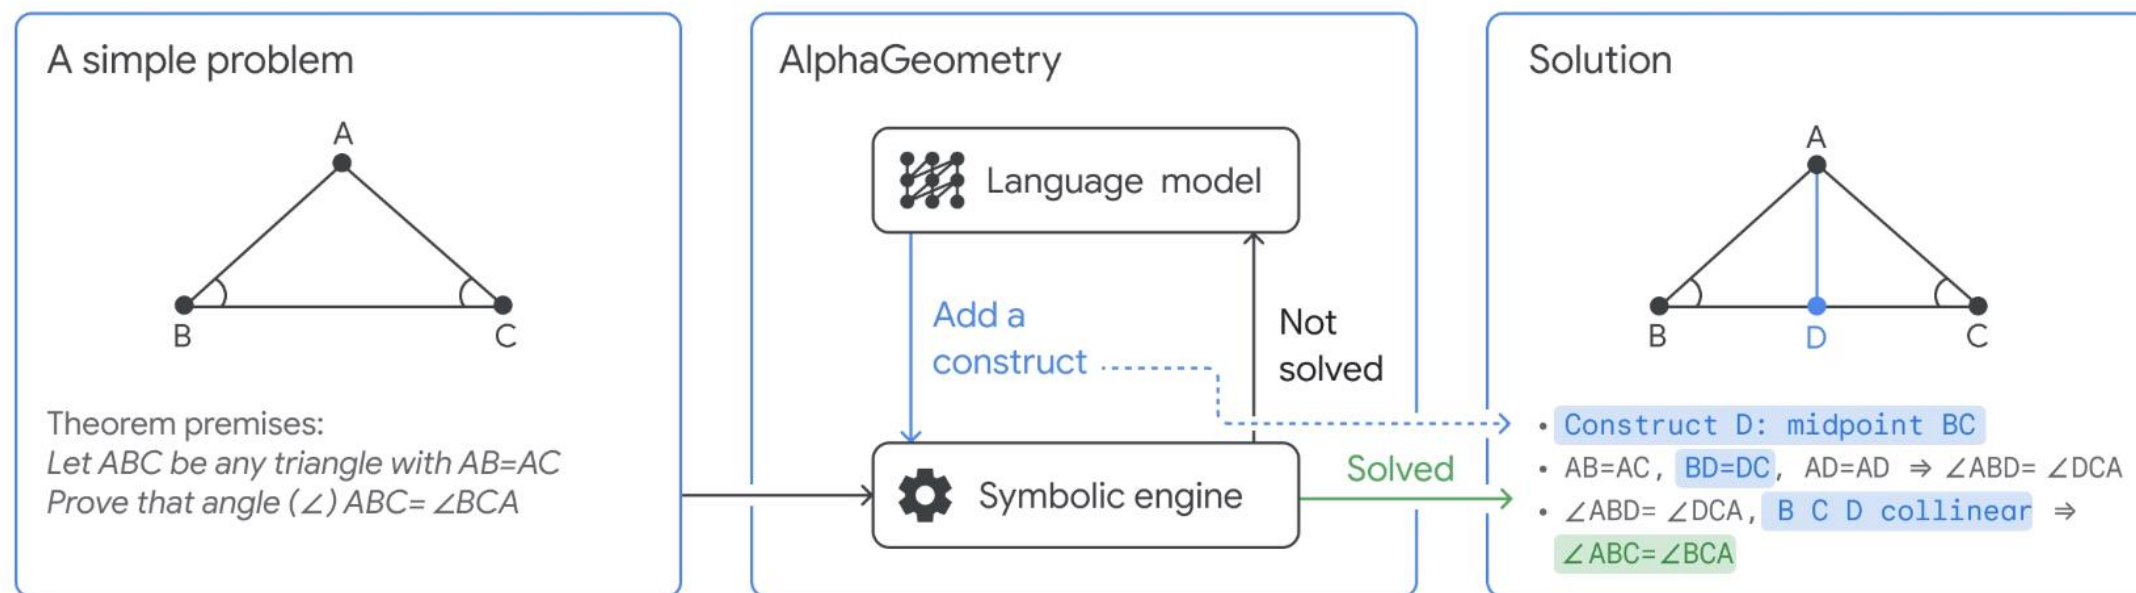 A simple problem
A
B
C
Theorem premises:
Let ABC be any triangle with AB=AC
Prove that angle (∠) ABC= ∠BCA
AlphaGeometry
Language model
Add a
construct
Not
solved
Symbolic engine
Solved
Solution
A
B
D
C
• Construct D: midpoint BC
• AB=AC, BD=DC, AD=AD ⇒ ∠ABD= ∠DCA
• ∠ABD= ∠DCA, B C D collinear ⇒
∠ABC=∠BCA